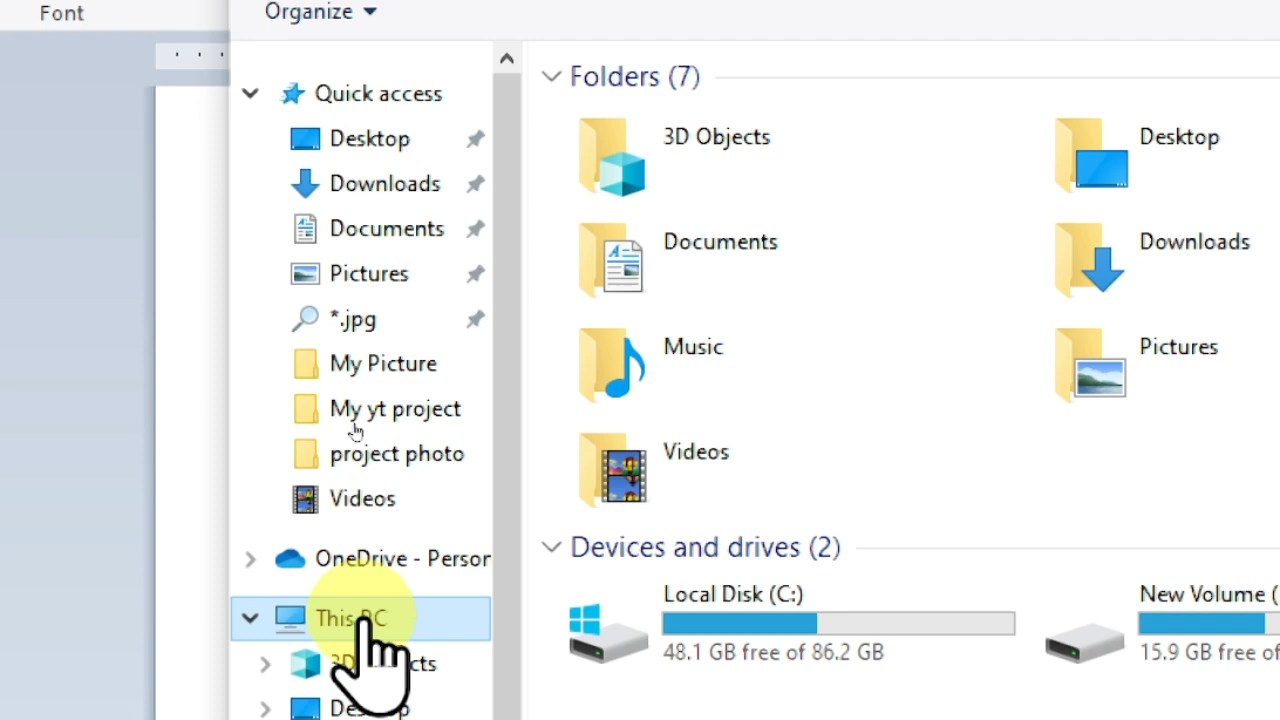 Font
Organize
Quick access
Desktop
Downloads
Documents
Pictures
*.jpg
My Picture
My yt project
project photo
Videos
OneDrive - Person
This PC
Folders (7)
3D Objects
Desktop
Documents
Downloads
Music
Pictures
Videos
Devices and drives (2)
Local Disk (C:)
48.1 GB free of 86.2 GB
New Volume (
15.9 GB free of